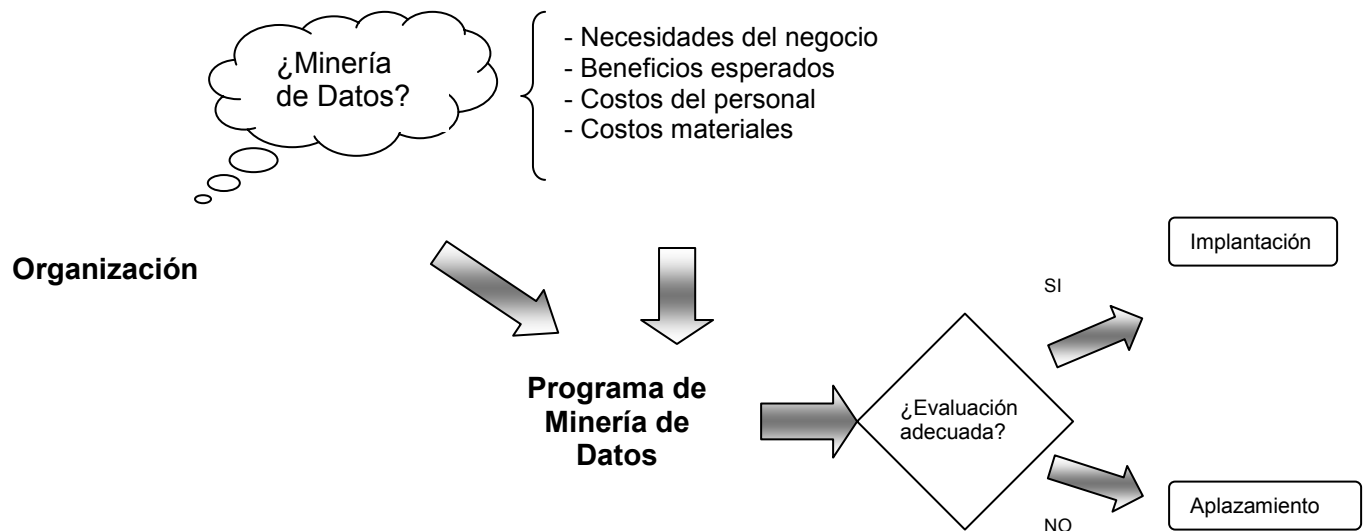 ¿Minería
de Datos?
- Necesidades del negocio
- Beneficios esperados
- Costos del personal
- Costos materiales
Organización
Programa de
Minería de
Datos
¿Evaluación
adecuada?
SI
Implantación
NO
Aplazamiento